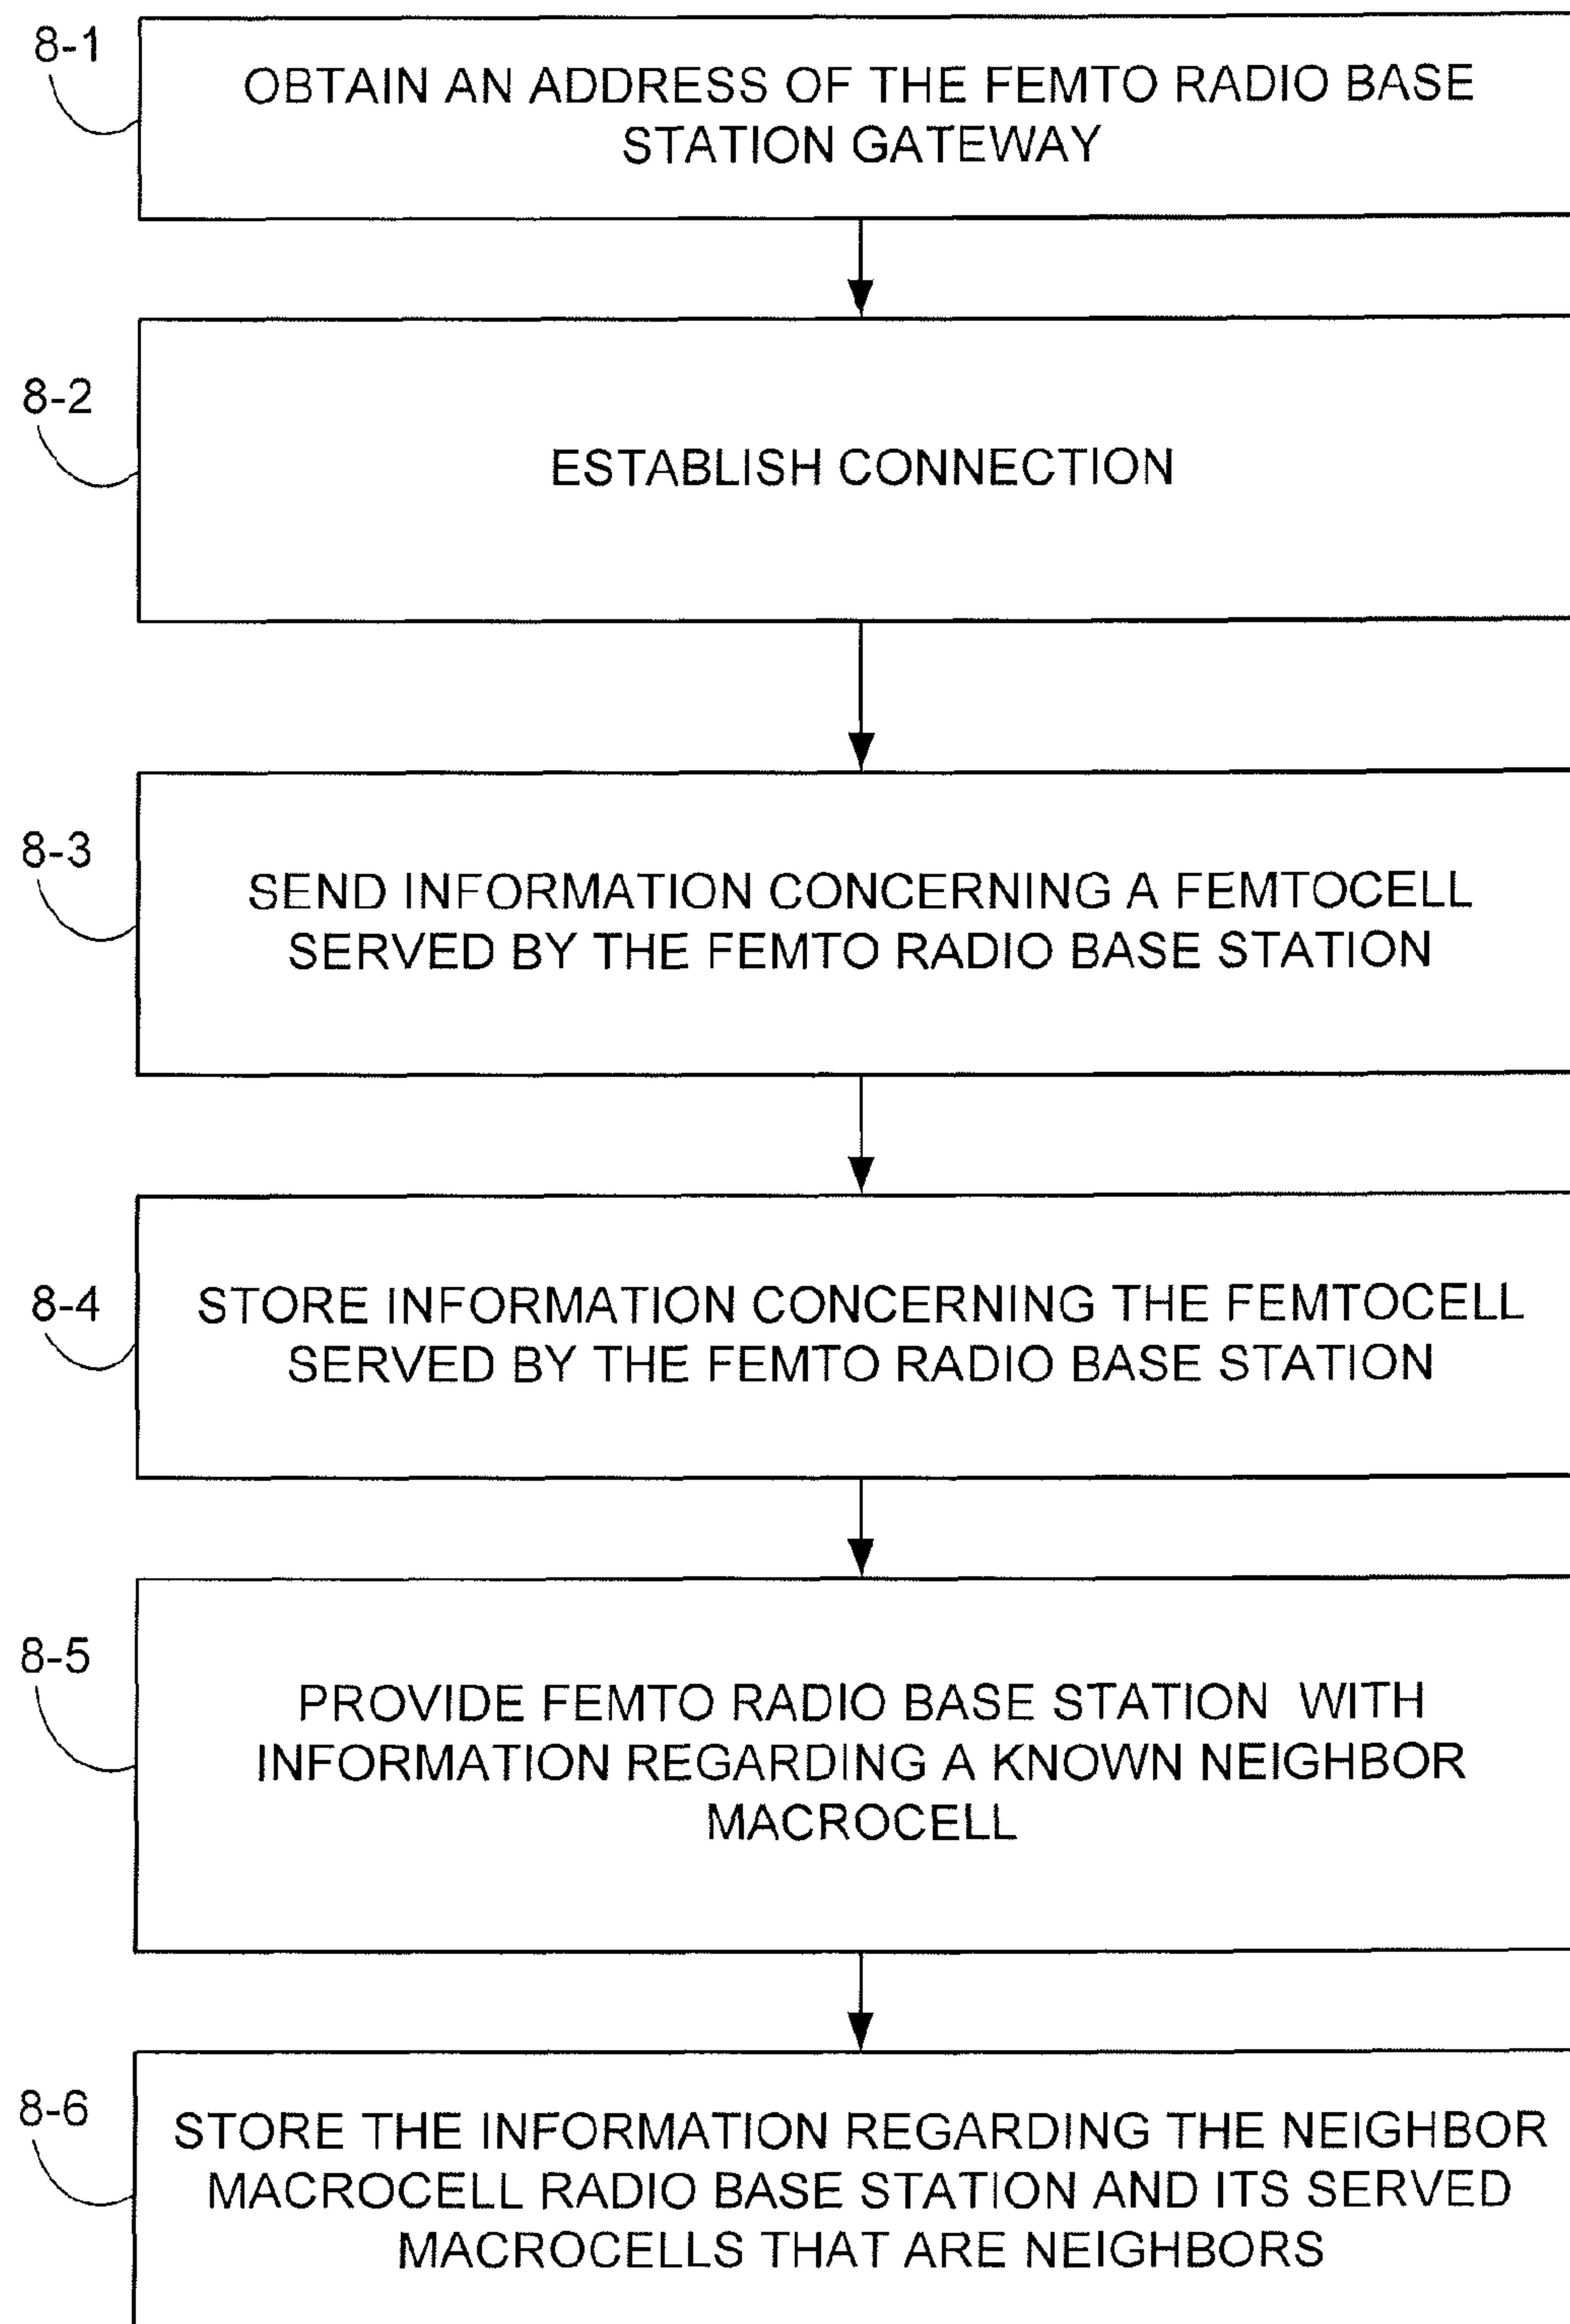 8-1
OBTAIN AN ADDRESS OF THE FEMTO RADIO BASE
STATION GATEWAY
8-2
ESTABLISH CONNECTION
8-3
SEND INFORMATION CONCERNING A FEMTOCELL
SERVED BY THE FEMTO RADIO BASE STATION
8-4
STORE INFORMATION CONCERNING THE FEMTOCELL
SERVED BY THE FEMTO RADIO BASE STATION
8-5
PROVIDE FEMTO RADIO BASE STATION WITH
INFORMATION REGARDING A KNOWN NEIGHBOR
MACROCELL
8-6
STORE THE INFORMATION REGARDING THE NEIGHBOR
MACROCELL RADIO BASE STATION AND ITS SERVED
MACROCELLS THAT ARE NEIGHBORS